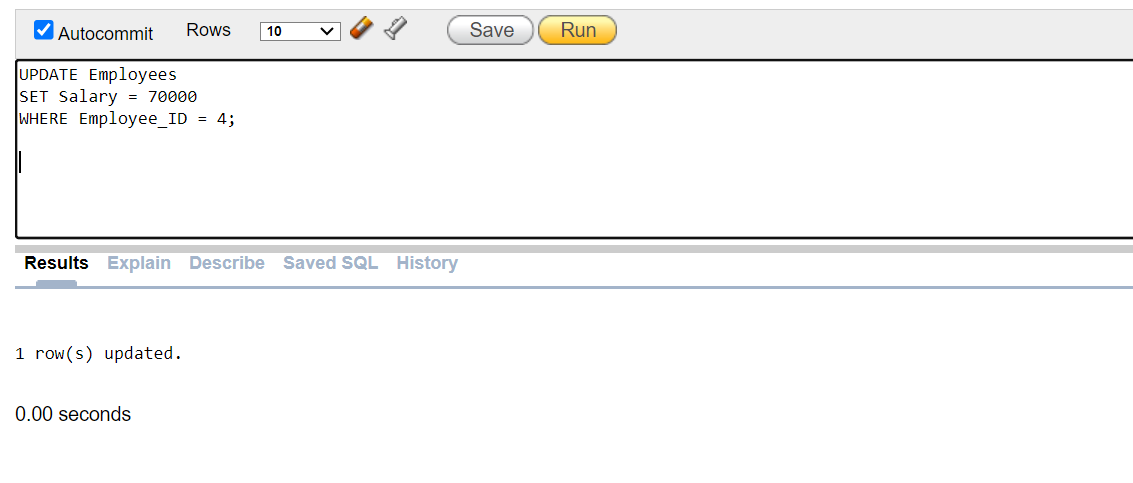 Autocommit Rows 10 Save Run
UPDATE Employees
SET Salary = 70000
WHERE Employee_ID = 4;
Results Explain Describe Saved SQL History
1 row(s) updated.
0.00 seconds